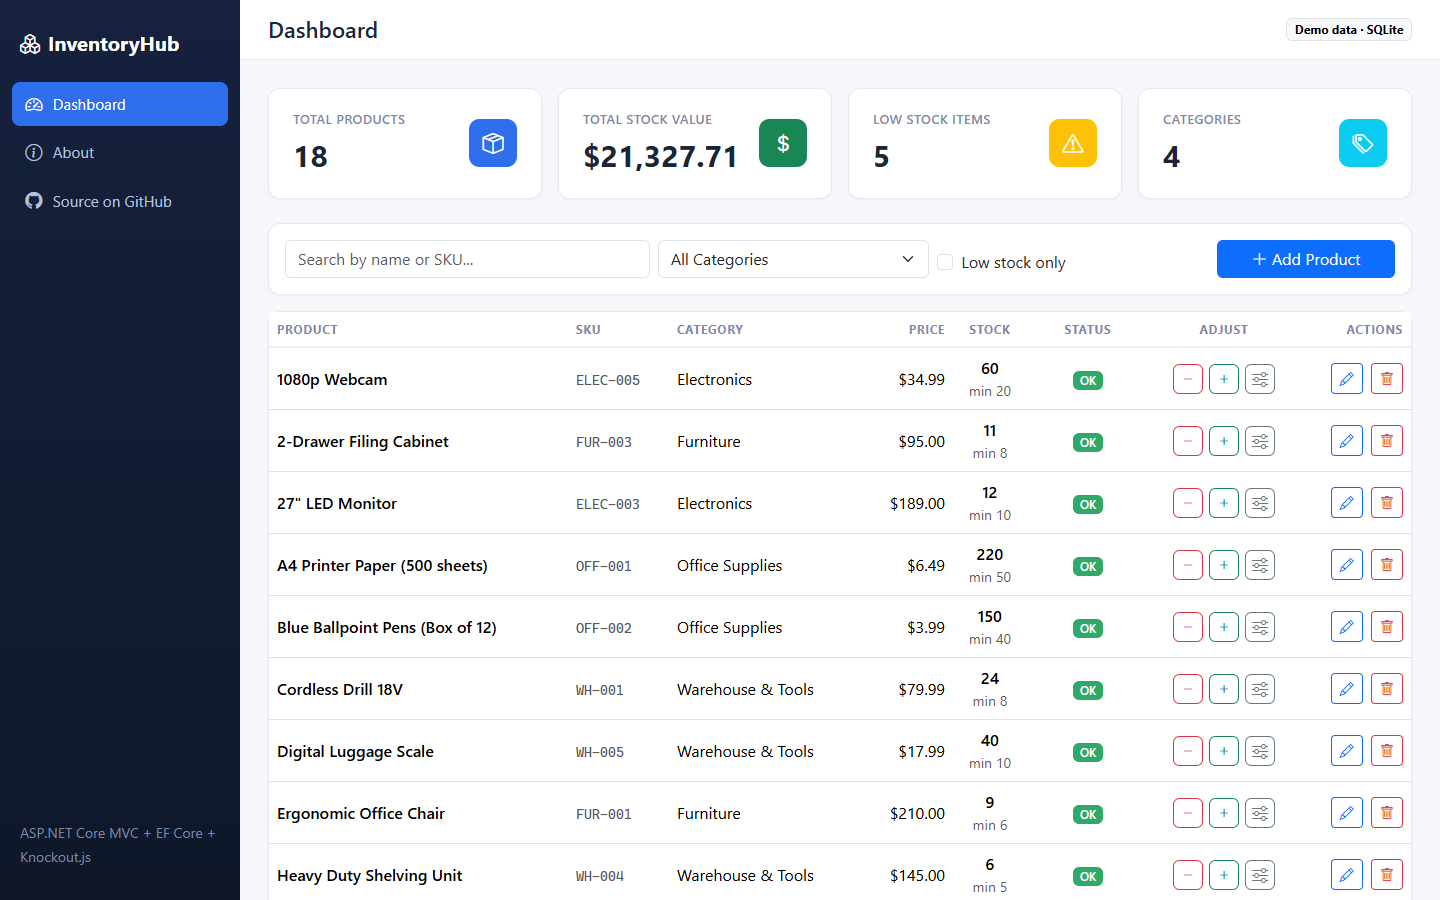 InventoryHub
Dashboard
About
Source on GitHub
ASP.NET Core MVC + EF Core +
Knockout.js
Dashboard
Demo data · SQLite
TOTAL PRODUCTS
18
TOTAL STOCK VALUE
$21,327.71
$
LOW STOCK ITEMS
5
CATEGORIES
4
Search by name or SKU...
All Categories
Low stock only
+ Add Product
PRODUCT SKU CATEGORY PRICE STOCK STATUS ADJUST ACTIONS
1080p Webcam ELEC-005 Electronics $34.99 60 OK
min 20
2-Drawer Filing Cabinet FUR-003 Furniture $95.00 11 OK
min 8
27" LED Monitor ELEC-003 Electronics $189.00 12 OK
min 10
A4 Printer Paper (500 sheets) OFF-001 Office Supplies $6.49 220 OK
min 50
Blue Ballpoint Pens (Box of 12) OFF-002 Office Supplies $3.99 150 OK
min 40
Cordless Drill 18V WH-001 Warehouse & Tools $79.99 24 OK
min 8
Digital Luggage Scale WH-005 Warehouse & Tools $17.99 40 OK
min 10
Ergonomic Office Chair FUR-001 Furniture $210.00 9 OK
min 6
Heavy Duty Shelving Unit WH-004 Warehouse & Tools $145.00 6 OK
min 5